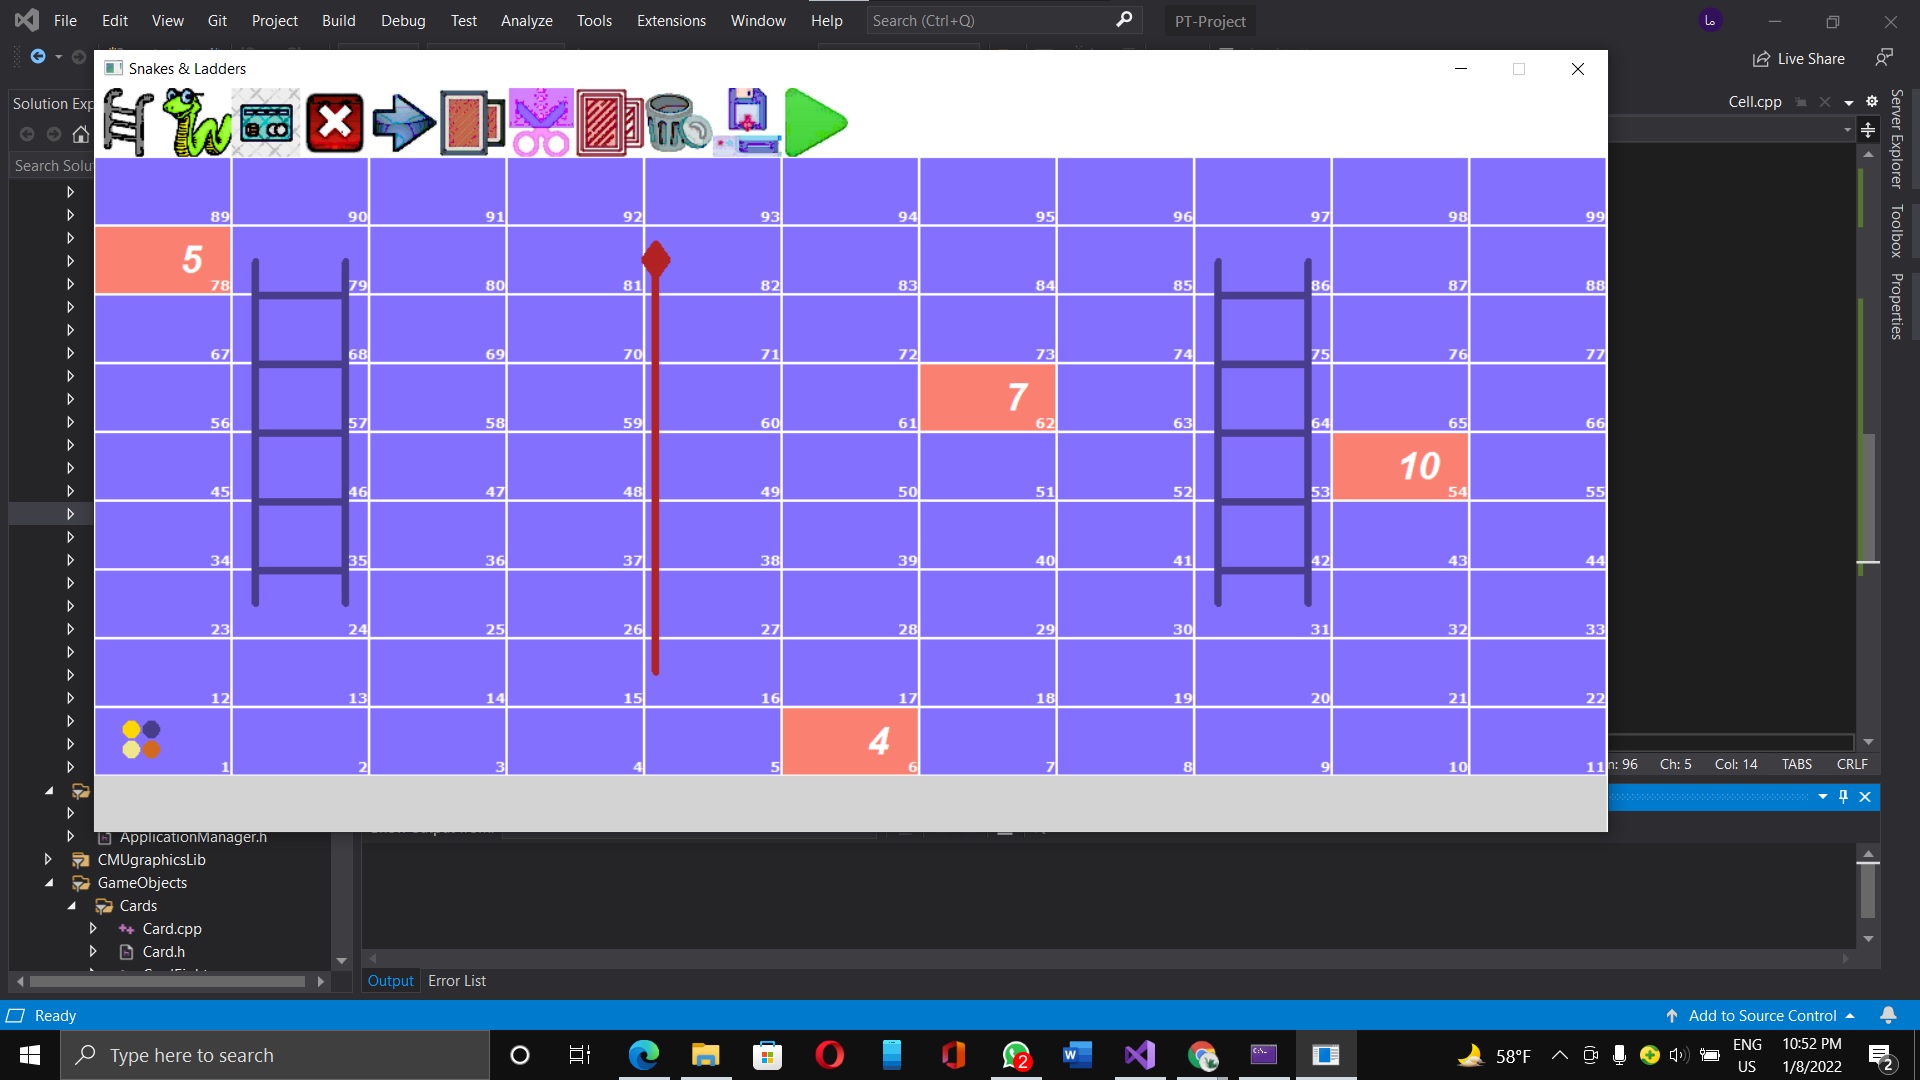 File Edit View Git Project Build Debug Test Analyze Tools Extensions Window Help Search (Ctrl+Q) PT-Project
Live Share
Snakes & Ladders
Solution Exp
Cell.cpp
Search Solu
89 90 91 92 93 94 95 96 97 98 99
5
78 79 80 81 82 83 84 85 86 87 88
67 68 69 70 71 72 73 74 75 76 77
7
56 57 58 59 60 61 62 63 64 65 66
10
45 46 47 48 49 50 51 52 53 54 55
34 35 36 37 38 39 40 41 42 43 44
23 24 25 26 27 28 29 30 31 32 33
12 13 14 15 16 17 18 19 20 21 22
4
1 2 3 4 5 6 7 8 9 10 11
Server Explorer
Toolbox
Properties
n: 96 Ch: 5 Col: 14 TABS CRLF
ApplicationManager.h
CMUgraphicsLib
GameObjects
Cards
Card.cpp
Card.h
Output Error List
Ready
Add to Source Control
Type here to search
2
58°F
ENG
US
10:52 PM
1/8/2022
2